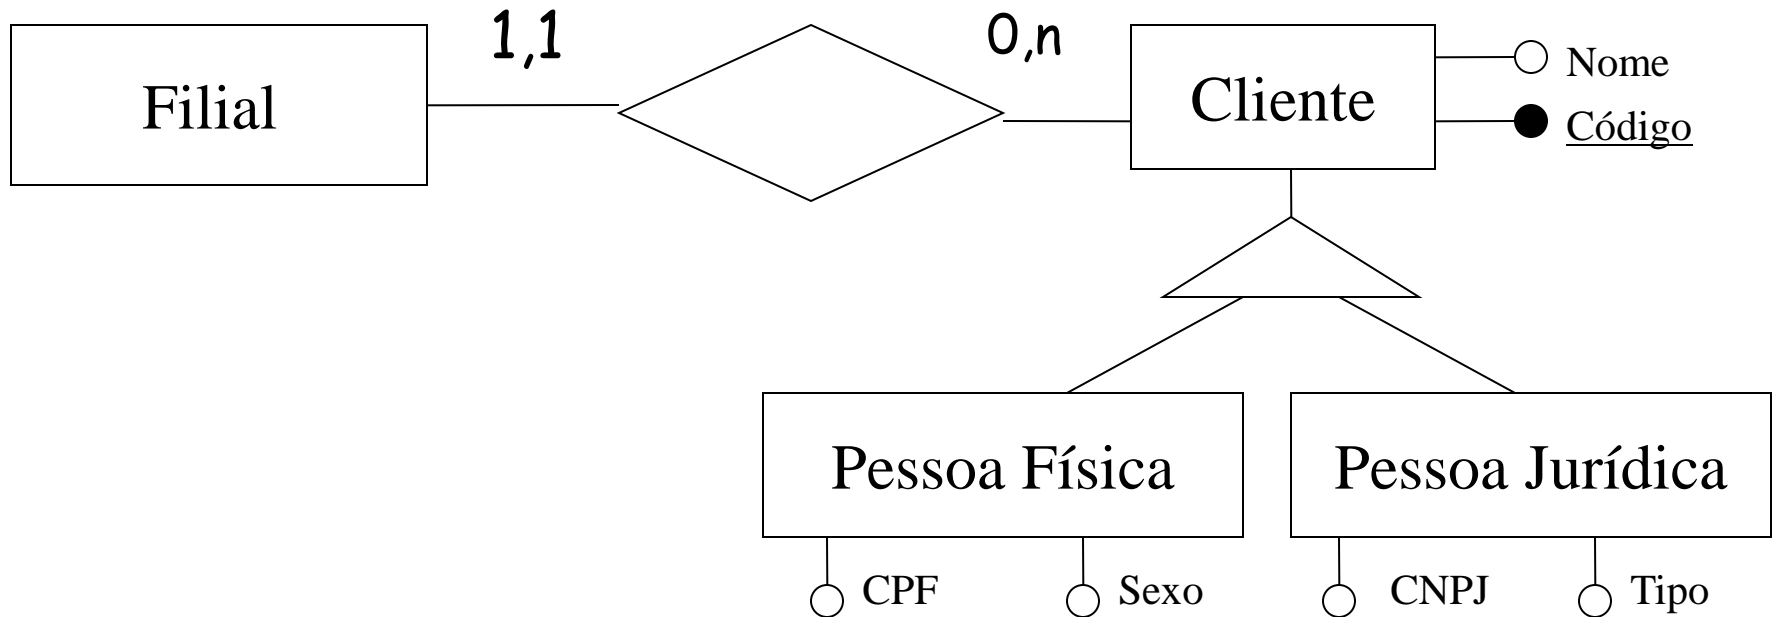 1,1
0,n
Filial
Cliente
Nome
Código
Pessoa Física
Pessoa Jurídica
CPF
Sexo
CNPJ
Tipo